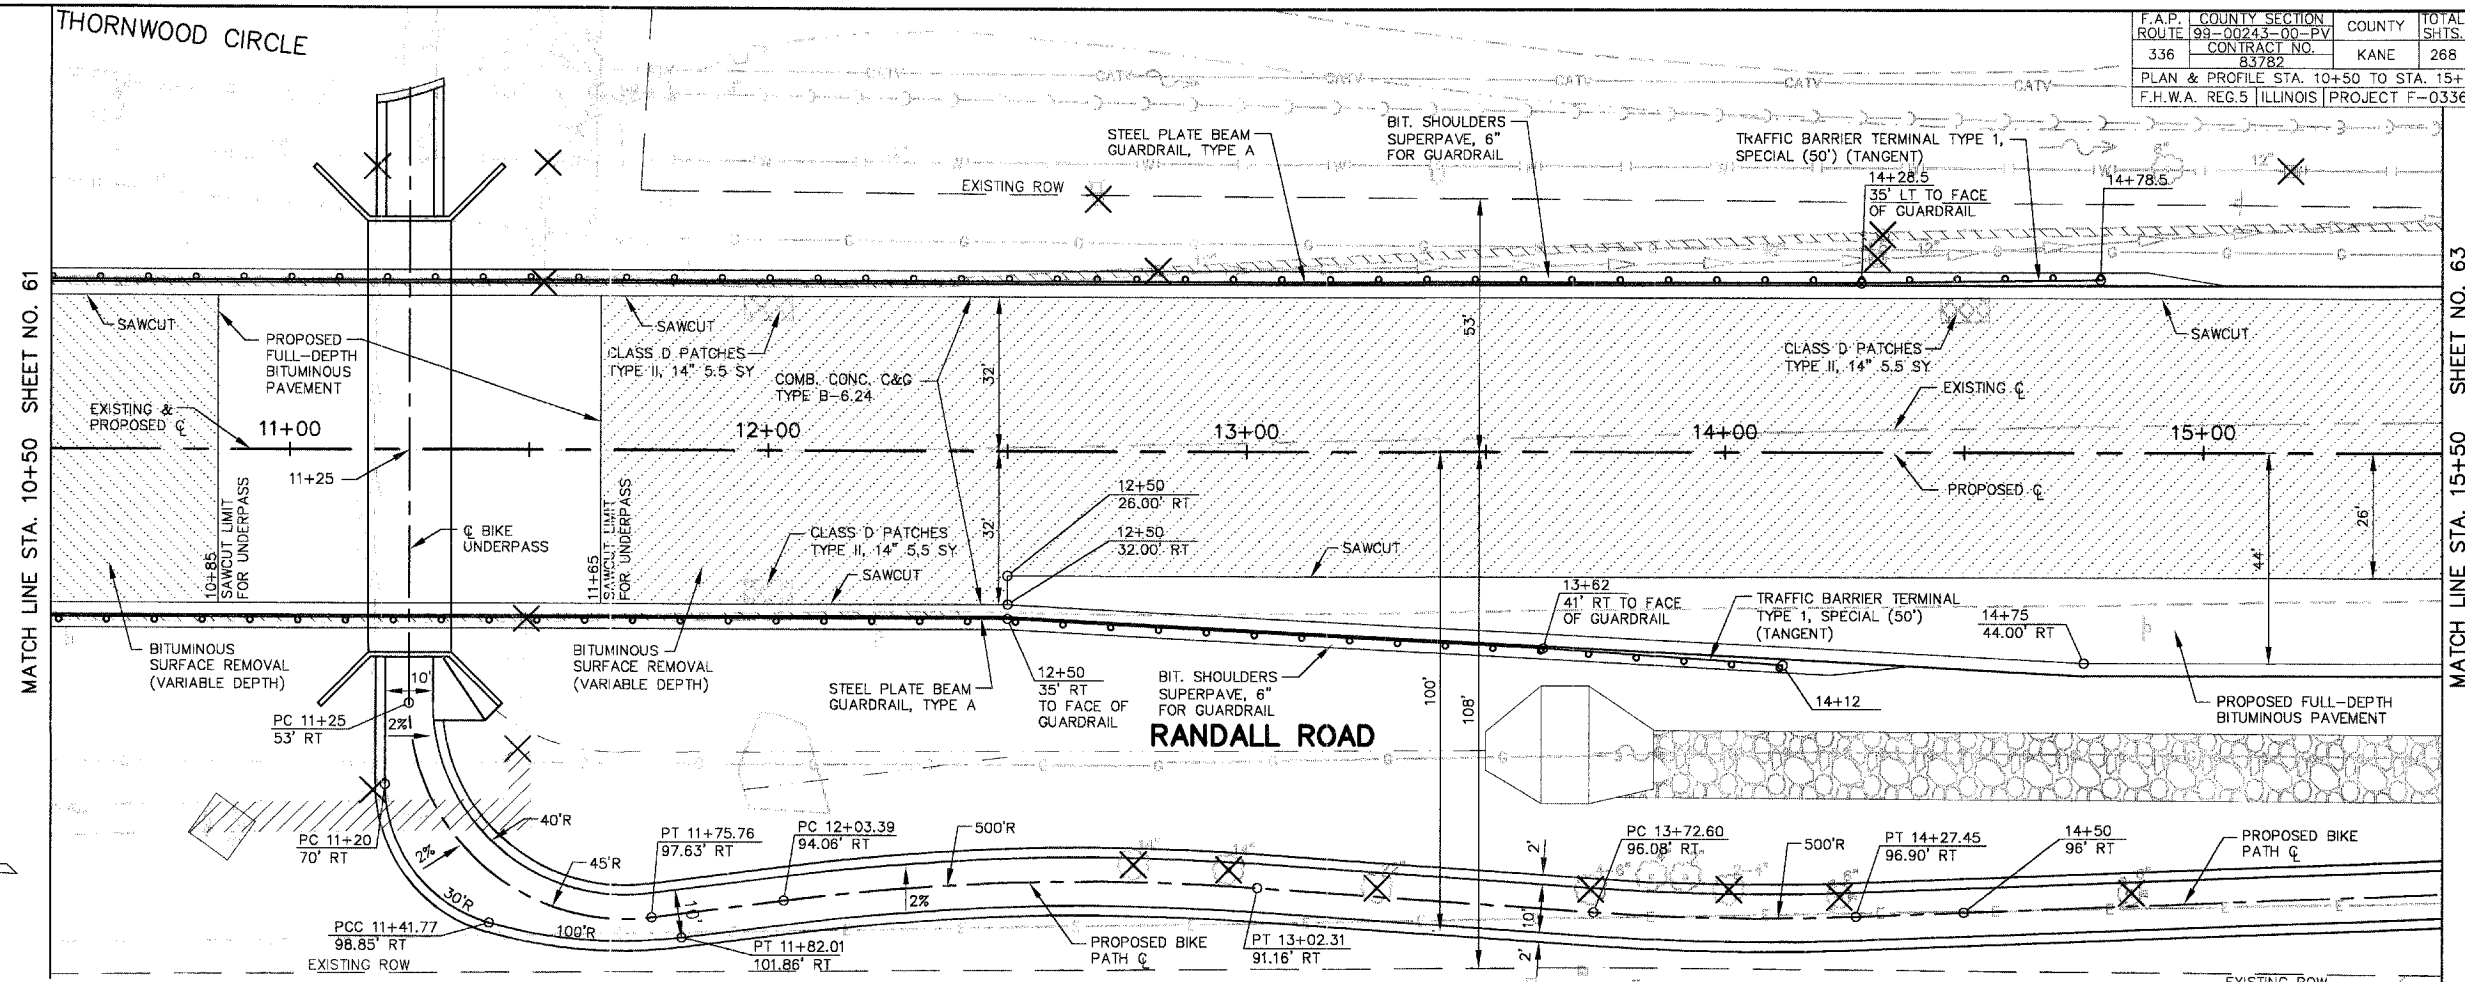 THORNWOOD CIRCLE
F.A.P. ROUTE
COUNTY SECTION
99-00243-00-PV
COUNTY
TOTAL SHTS.
336
CONTRACT NO.
83782
KANE
268
PLAN & PROFILE STA. 10+50 TO STA. 15+
F.H.W.A. REG.5
ILLINOIS
PROJECT F-0336
CATV
CATV
CATV
CATV
CATV
CATV
STEEL PLATE BEAM
GUARDRAIL, TYPE A
BIT. SHOULDERS
SUPERPAVE, 6"
FOR GUARDRAIL
TRAFFIC BARRIER TERMINAL TYPE 1,
SPECIAL (50') (TANGENT)
12"
EXISTING ROW
14+28.5
35' LT TO FACE
OF GUARDRAIL
14+78.5
MATCH LINE STA. 10+50 SHEET NO. 61
MATCH LINE STA. 15+50 SHEET NO. 63
SAWCUT
PROPOSED
FULL-DEPTH
BITUMINOUS
PAVEMENT
SAWCUT
CLASS D PATCHES
TYPE II, 14" 5.5 SY
COMB. CONC. C&G
TYPE B-6.24
32'
53'
CLASS D PATCHES
TYPE II, 14" 5.5 SY
SAWCUT
EXISTING ℄
EXISTING &
PROPOSED ℄
11+00
12+00
13+00
14+00
15+00
11+25
PROPOSED ℄
℄ BIKE
UNDERPASS
10+85
SAWCUT LIMIT
FOR UNDERPASS
11+65
SAWCUT LIMIT
FOR UNDERPASS
CLASS D PATCHES
TYPE II, 14" 5.5 SY
SAWCUT
32'
12+50
26.00' RT
12+50
32.00' RT
SAWCUT
26'
44'
13+62
41' RT TO FACE
OF GUARDRAIL
TRAFFIC BARRIER TERMINAL
TYPE 1, SPECIAL (50')
(TANGENT)
14+75
44.00' RT
BITUMINOUS
SURFACE REMOVAL
(VARIABLE DEPTH)
BITUMINOUS
SURFACE REMOVAL
(VARIABLE DEPTH)
STEEL PLATE BEAM
GUARDRAIL, TYPE A
12+50
35' RT
TO FACE OF
GUARDRAIL
BIT. SHOULDERS
SUPERPAVE, 6"
FOR GUARDRAIL
100'
108'
14+12
PROPOSED FULL-DEPTH
BITUMINOUS PAVEMENT
RANDALL ROAD
10'
PC 11+25
53' RT
2%
PC 11+20
70' RT
2%
40'R
45'R
30'R
100'R
PCC 11+41.77
98.85' RT
PT 11+75.76
97.63' RT
PC 12+03.39
94.06' RT
500'R
10'
2%
PT 11+82.01
101.86' RT
PROPOSED BIKE
PATH ℄
PT 13+02.31
91.16' RT
2'
10'
2'
PC 13+72.60
96.08' RT
500'R
PT 14+27.45
96.90' RT
14+50
96' RT
PROPOSED BIKE
PATH ℄
EXISTING ROW
EXISTING ROW